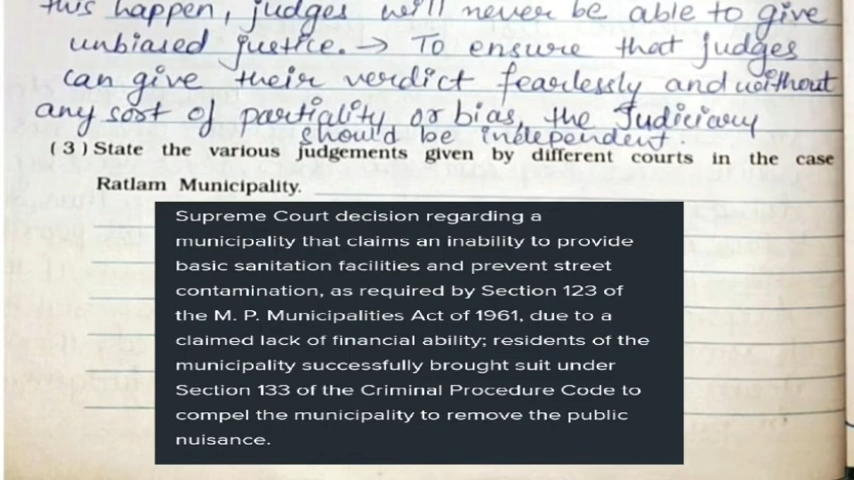 this happen, judges will never be able to give
unbiased justice. → To ensure that judges
can give their verdict fearlessly and without
any sort of partiality or bias, the Judiciary
should be independent.
(3) State the various judgements given by different courts in the case
Ratlam Municipality.
Supreme Court decision regarding a
municipality that claims an inability to provide
basic sanitation facilities and prevent street
contamination, as required by Section 123 of
the M. P. Municipalities Act of 1961, due to a
claimed lack of financial ability; residents of the
municipality successfully brought suit under
Section 133 of the Criminal Procedure Code to
compel the municipality to remove the public
nuisance.